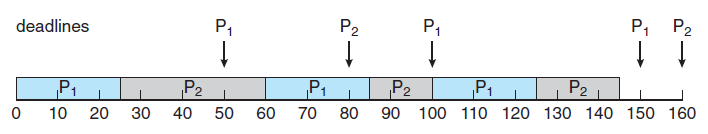 deadlines P₁ P₂ P₁ P₁ P₂
P₁ P₂ P₁ P₂ P₁ P₂
0 10 20 30 40 50 60 70 80 90 100 110 120 130 140 150 160